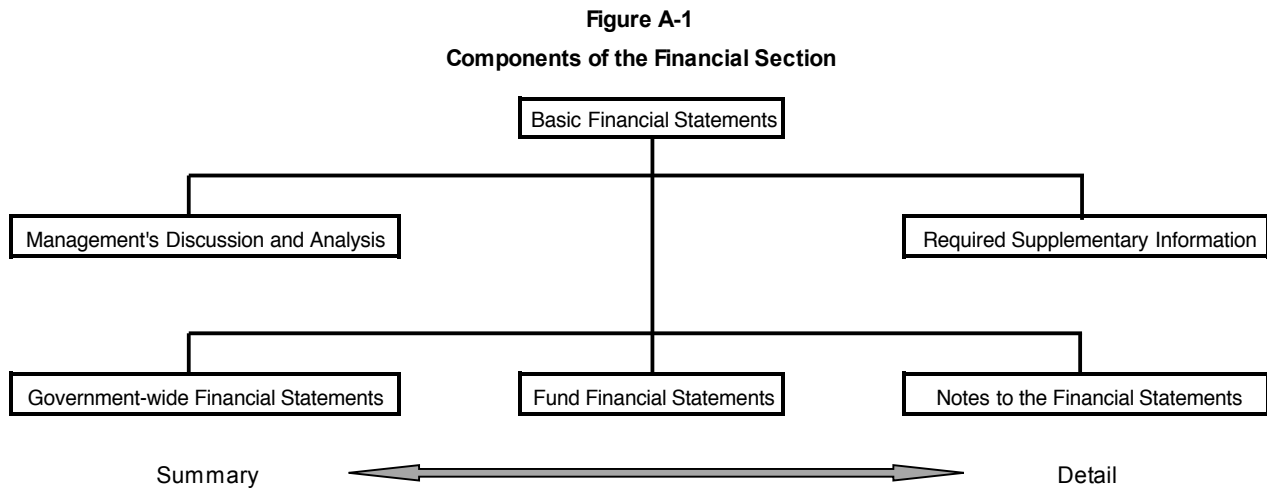 Figure A-1
Components of the Financial Section
Basic Financial Statements
Management's Discussion and Analysis
Required Supplementary Information
Government-wide Financial Statements
Fund Financial Statements
Notes to the Financial Statements
Summary
Detail